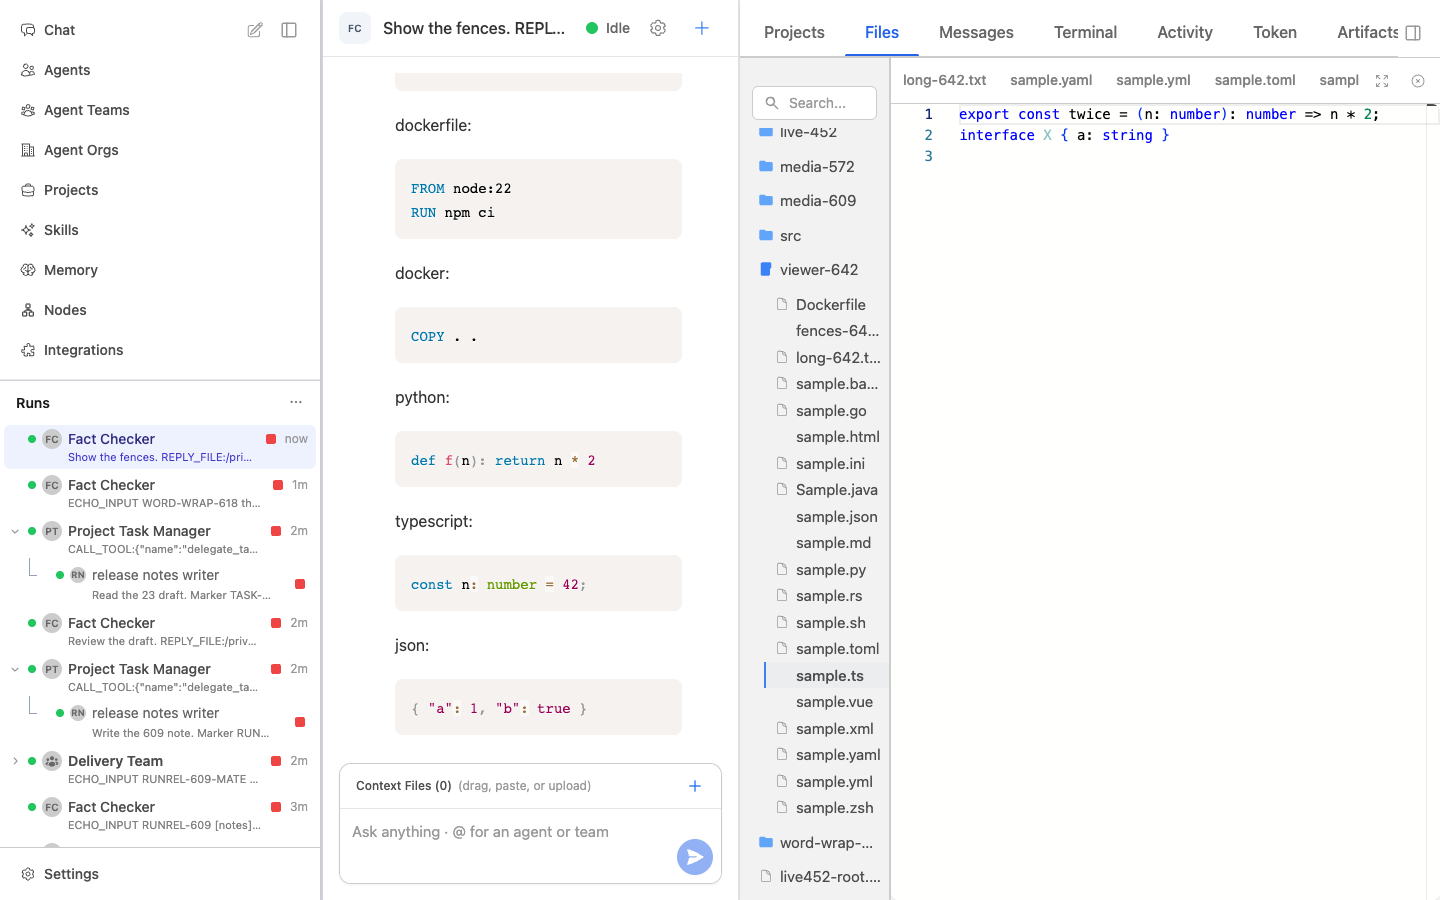 Chat
Agents
Agent Teams
Agent Orgs
Projects
Skills
Memory
Nodes
Integrations
Runs
FC Fact Checker now
Show the fences. REPLY_FILE:/pri...
FC Fact Checker 1m
ECHO_INPUT WORD-WRAP-618 th...
PT Project Task Manager 2m
CALL_TOOL:{"name":"delegate_ta...
RN release notes writer
Read the 23 draft. Marker TASK-...
FC Fact Checker 2m
Review the draft. REPLY_FILE:/priv...
PT Project Task Manager 2m
CALL_TOOL:{"name":"delegate_ta...
RN release notes writer
Write the 609 note. Marker RUN...
Delivery Team 2m
ECHO_INPUT RUNREL-609-MATE ...
FC Fact Checker 3m
ECHO_INPUT RUNREL-609 [notes]...
Settings
FC Show the fences. REPL... Idle
dockerfile:
FROM node:22
RUN npm ci
docker:
COPY . .
python:
def f(n): return n * 2
typescript:
const n: number = 42;
json:
{ "a": 1, "b": true }
Context Files (0) (drag, paste, or upload)
Ask anything · @ for an agent or team
Projects Files Messages Terminal Activity Token Artifacts
Search...
live-452
media-572
media-609
src
viewer-642
Dockerfile
fences-64...
long-642.t...
sample.ba...
sample.go
sample.html
sample.ini
Sample.java
sample.json
sample.md
sample.py
sample.rs
sample.sh
sample.toml
sample.ts
sample.vue
sample.xml
sample.yaml
sample.yml
sample.zsh
word-wrap-...
live452-root....
long-642.txt sample.yaml sample.yml sample.toml sampl
1 export const twice = (n: number): number => n * 2;
2 interface X { a: string }
3